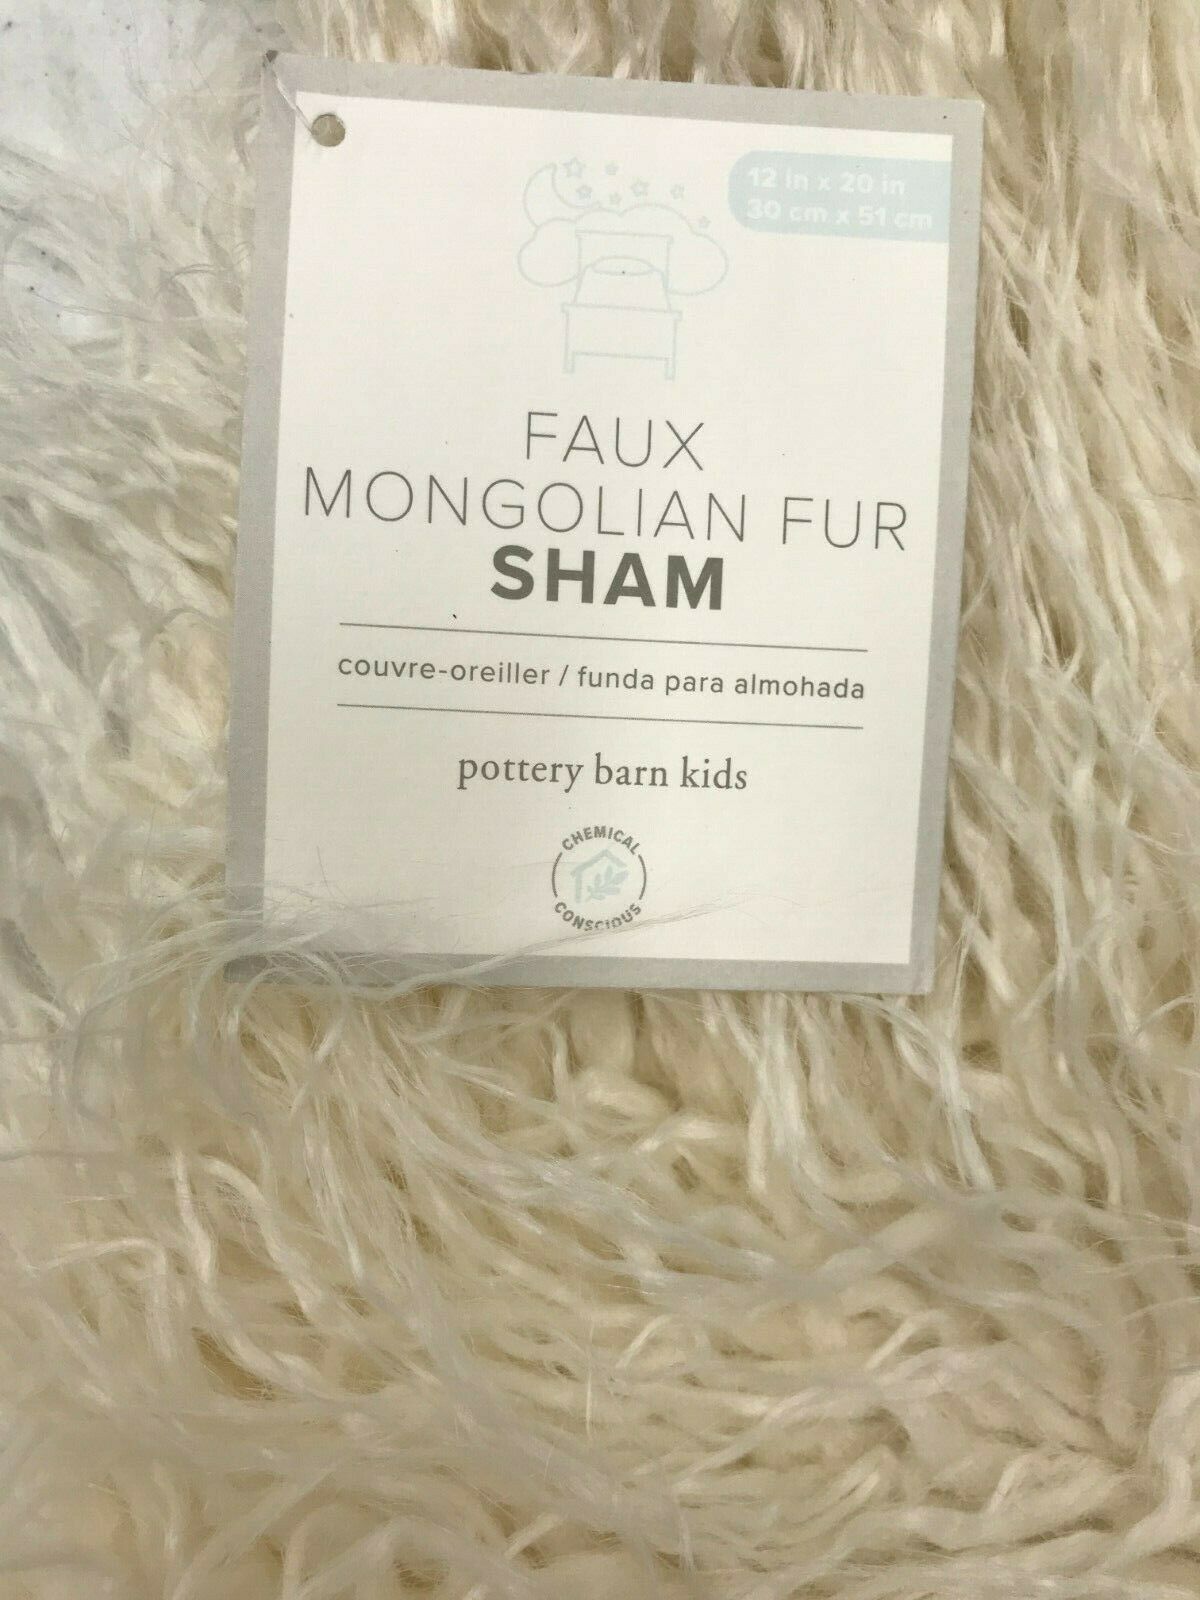 12 in x 20 in
30 cm x 51 cm
FAUX
MONGOLIAN FUR
SHAM
couvre-oreiller / funda para almohada
pottery barn kids
CHEMICAL
CONSCIOUS